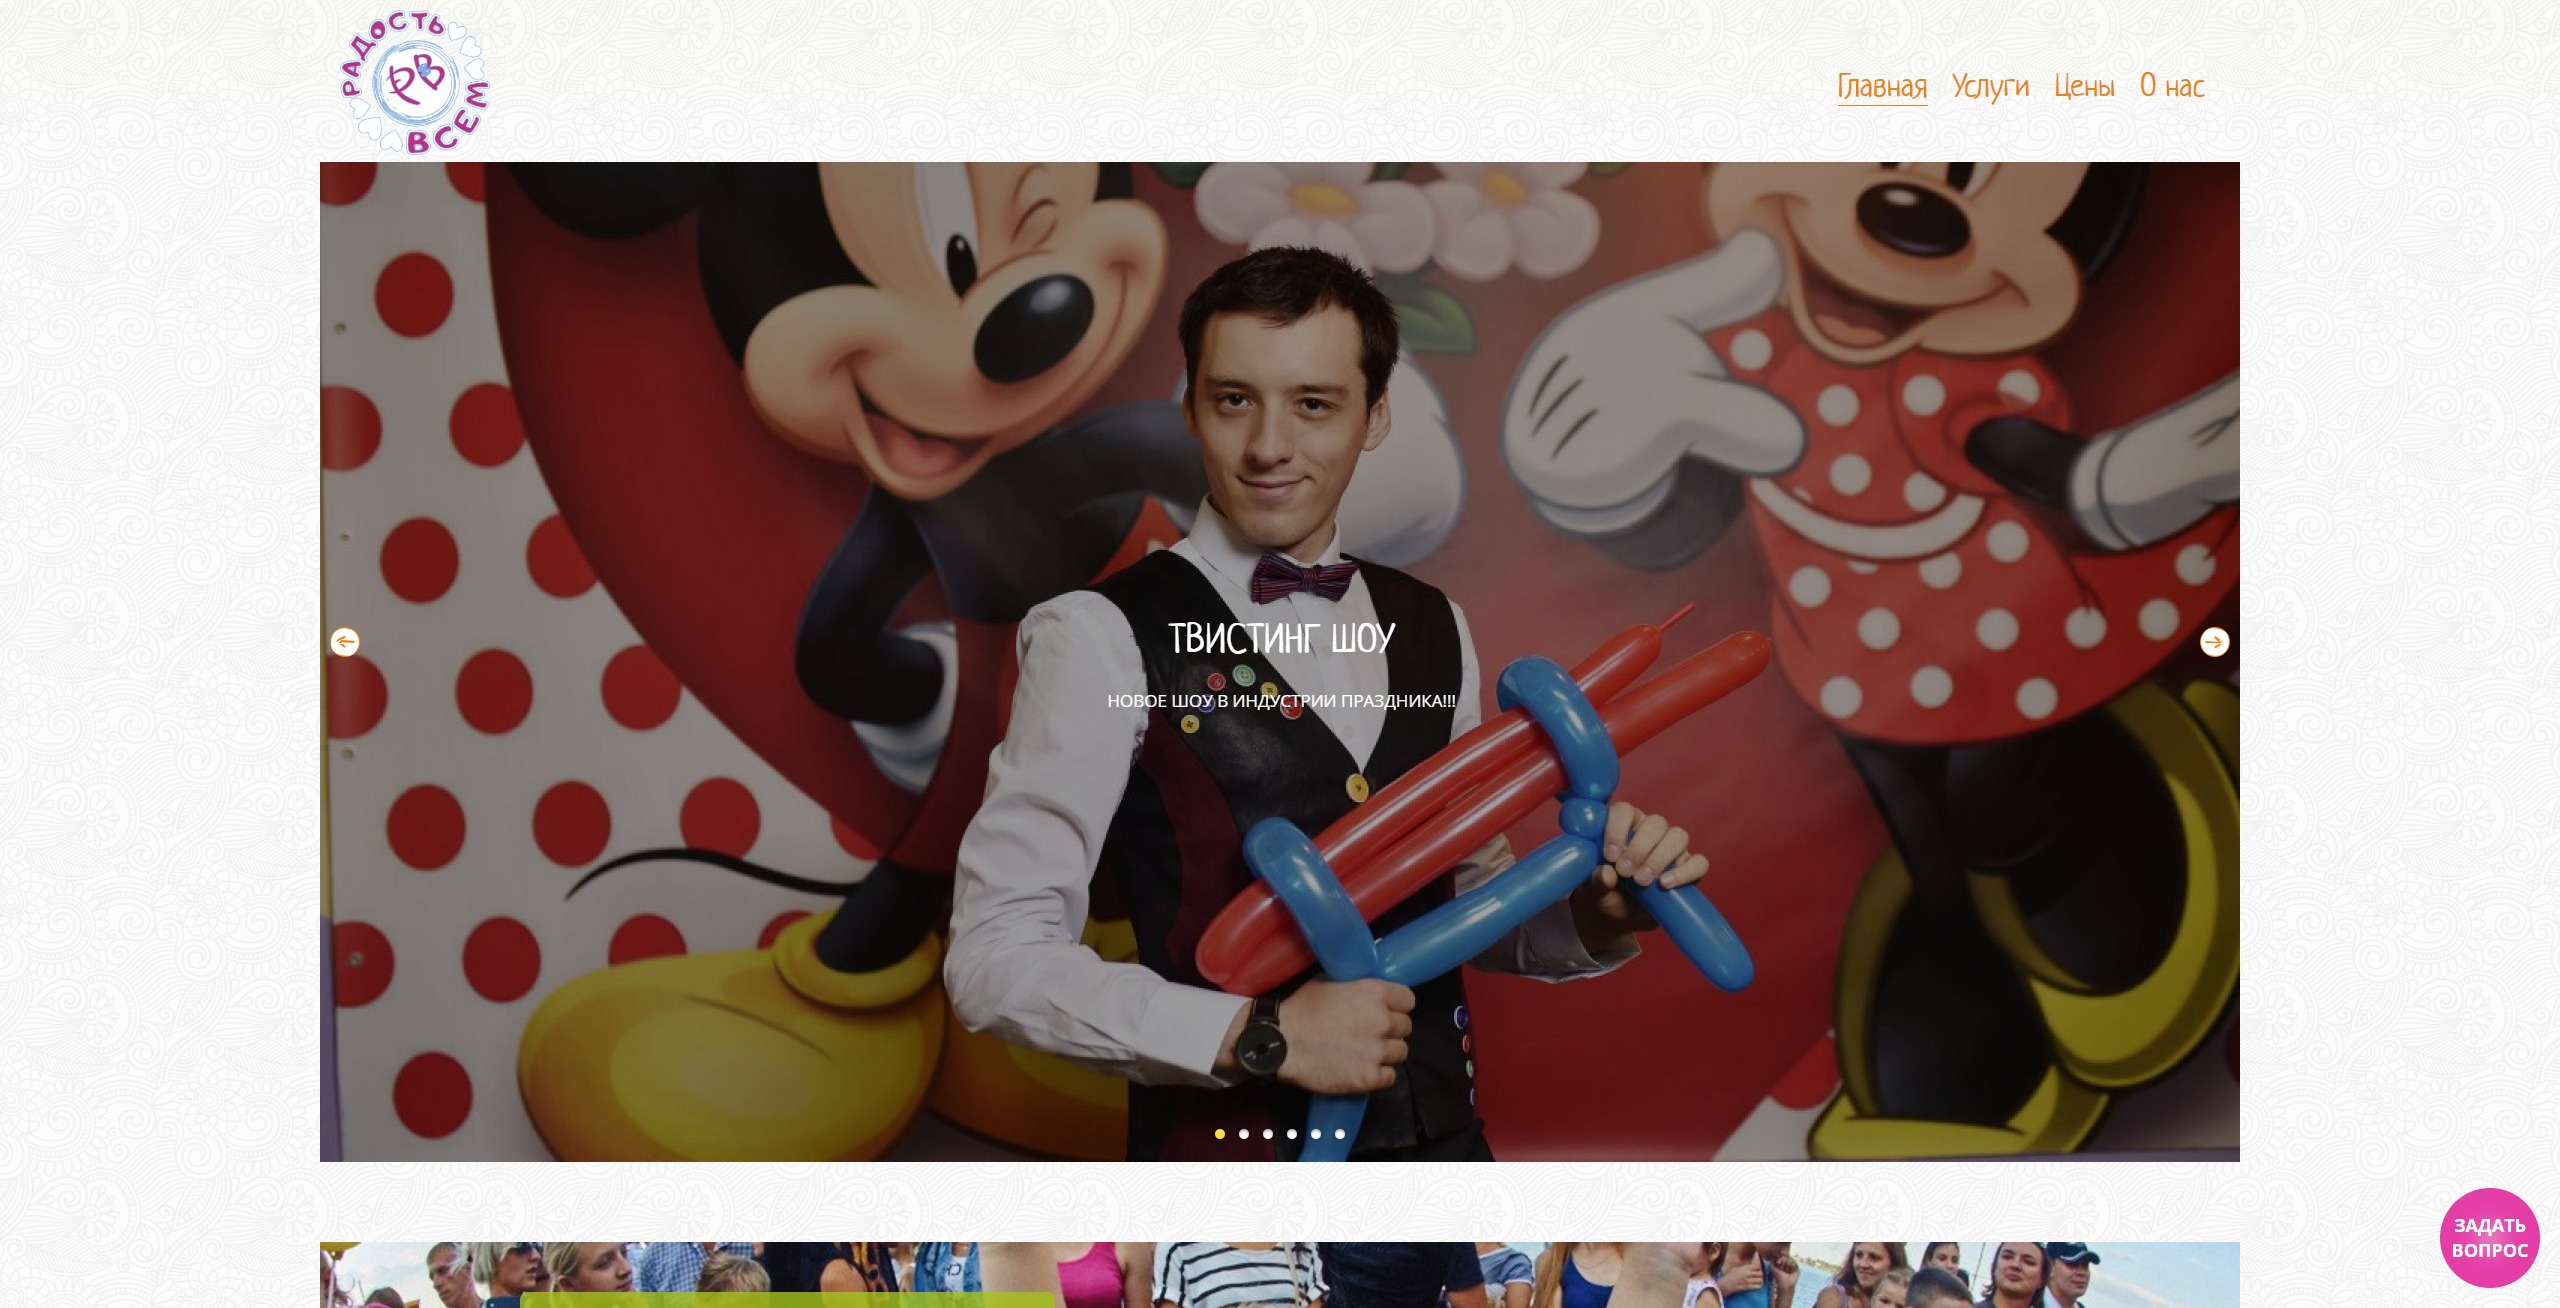 РАДОСТЬ
РВ
ВСЕМ
Главная Услуги Цены О нас
ТВИСТИНГ ШОУ
НОВОЕ ШОУ В ИНДУСТРИИ ПРАЗДНИКА!!!
ЗАДАТЬ
ВОПРОС